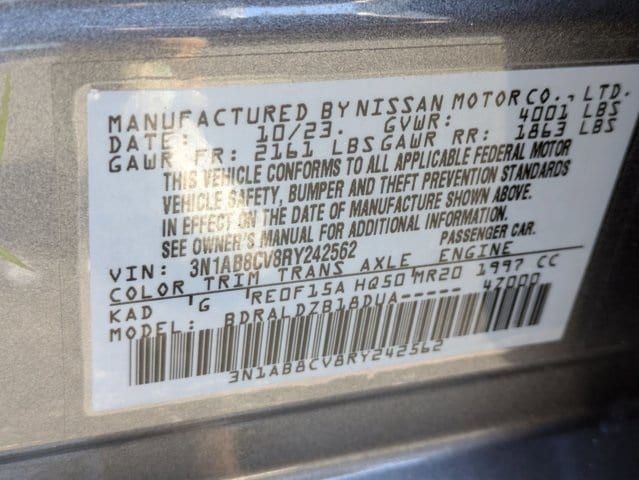 MANUFACTURED BY NISSAN MOTOR CO., LTD.
DATE: 10/23. GVWR: 4001 LBS
GAWR FR: 2161 LBS GAWR RR: 1863 LBS
THIS VEHICLE CONFORMS TO ALL APPLICABLE FEDERAL MOTOR
VEHICLE SAFETY, BUMPER AND THEFT PREVENTION STANDARDS
IN EFFECT ON THE DATE OF MANUFACTURE SHOWN ABOVE.
SEE OWNER'S MANUAL FOR ADDITIONAL INFORMATION.
VIN: 3N1AB8CV8RY242562 PASSENGER CAR.
COLOR TRIM TRANS AXLE ENGINE
KAD G RE0F15A HQ50 MR20 1997 CC
MODEL: BDRALDZB18DUA----- 4Z000
3N1AB8CV8RY242562